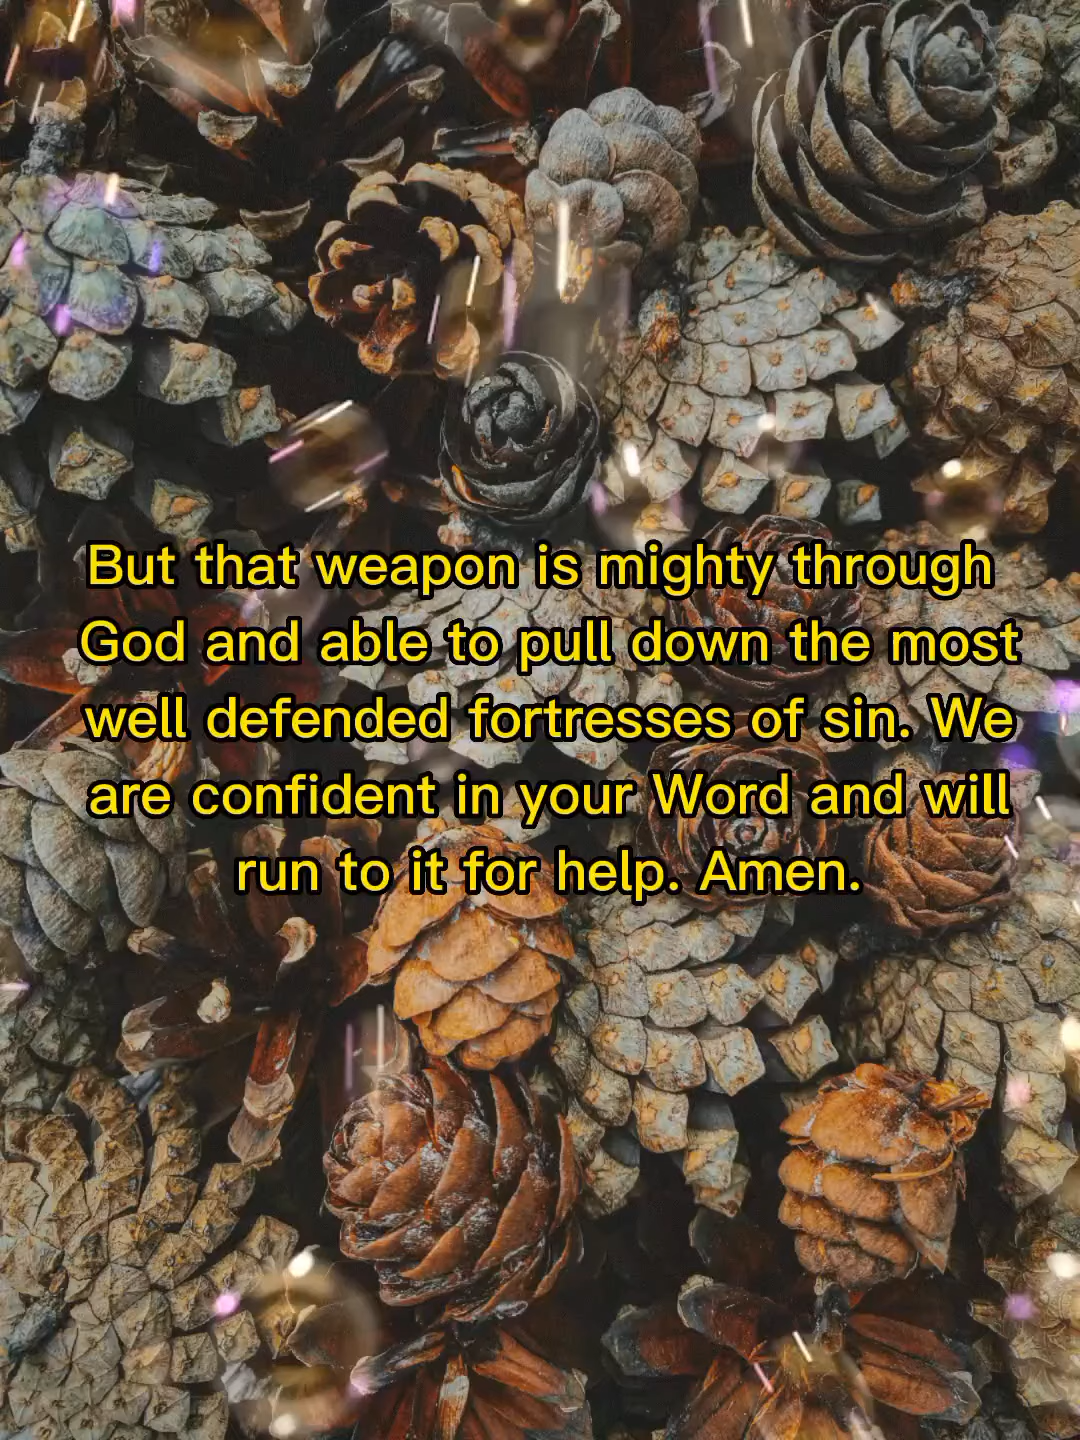 But that weapon is mighty through
God and able to pull down the most
well defended fortresses of sin. We
are confident in your Word and will
run to it for help. Amen.